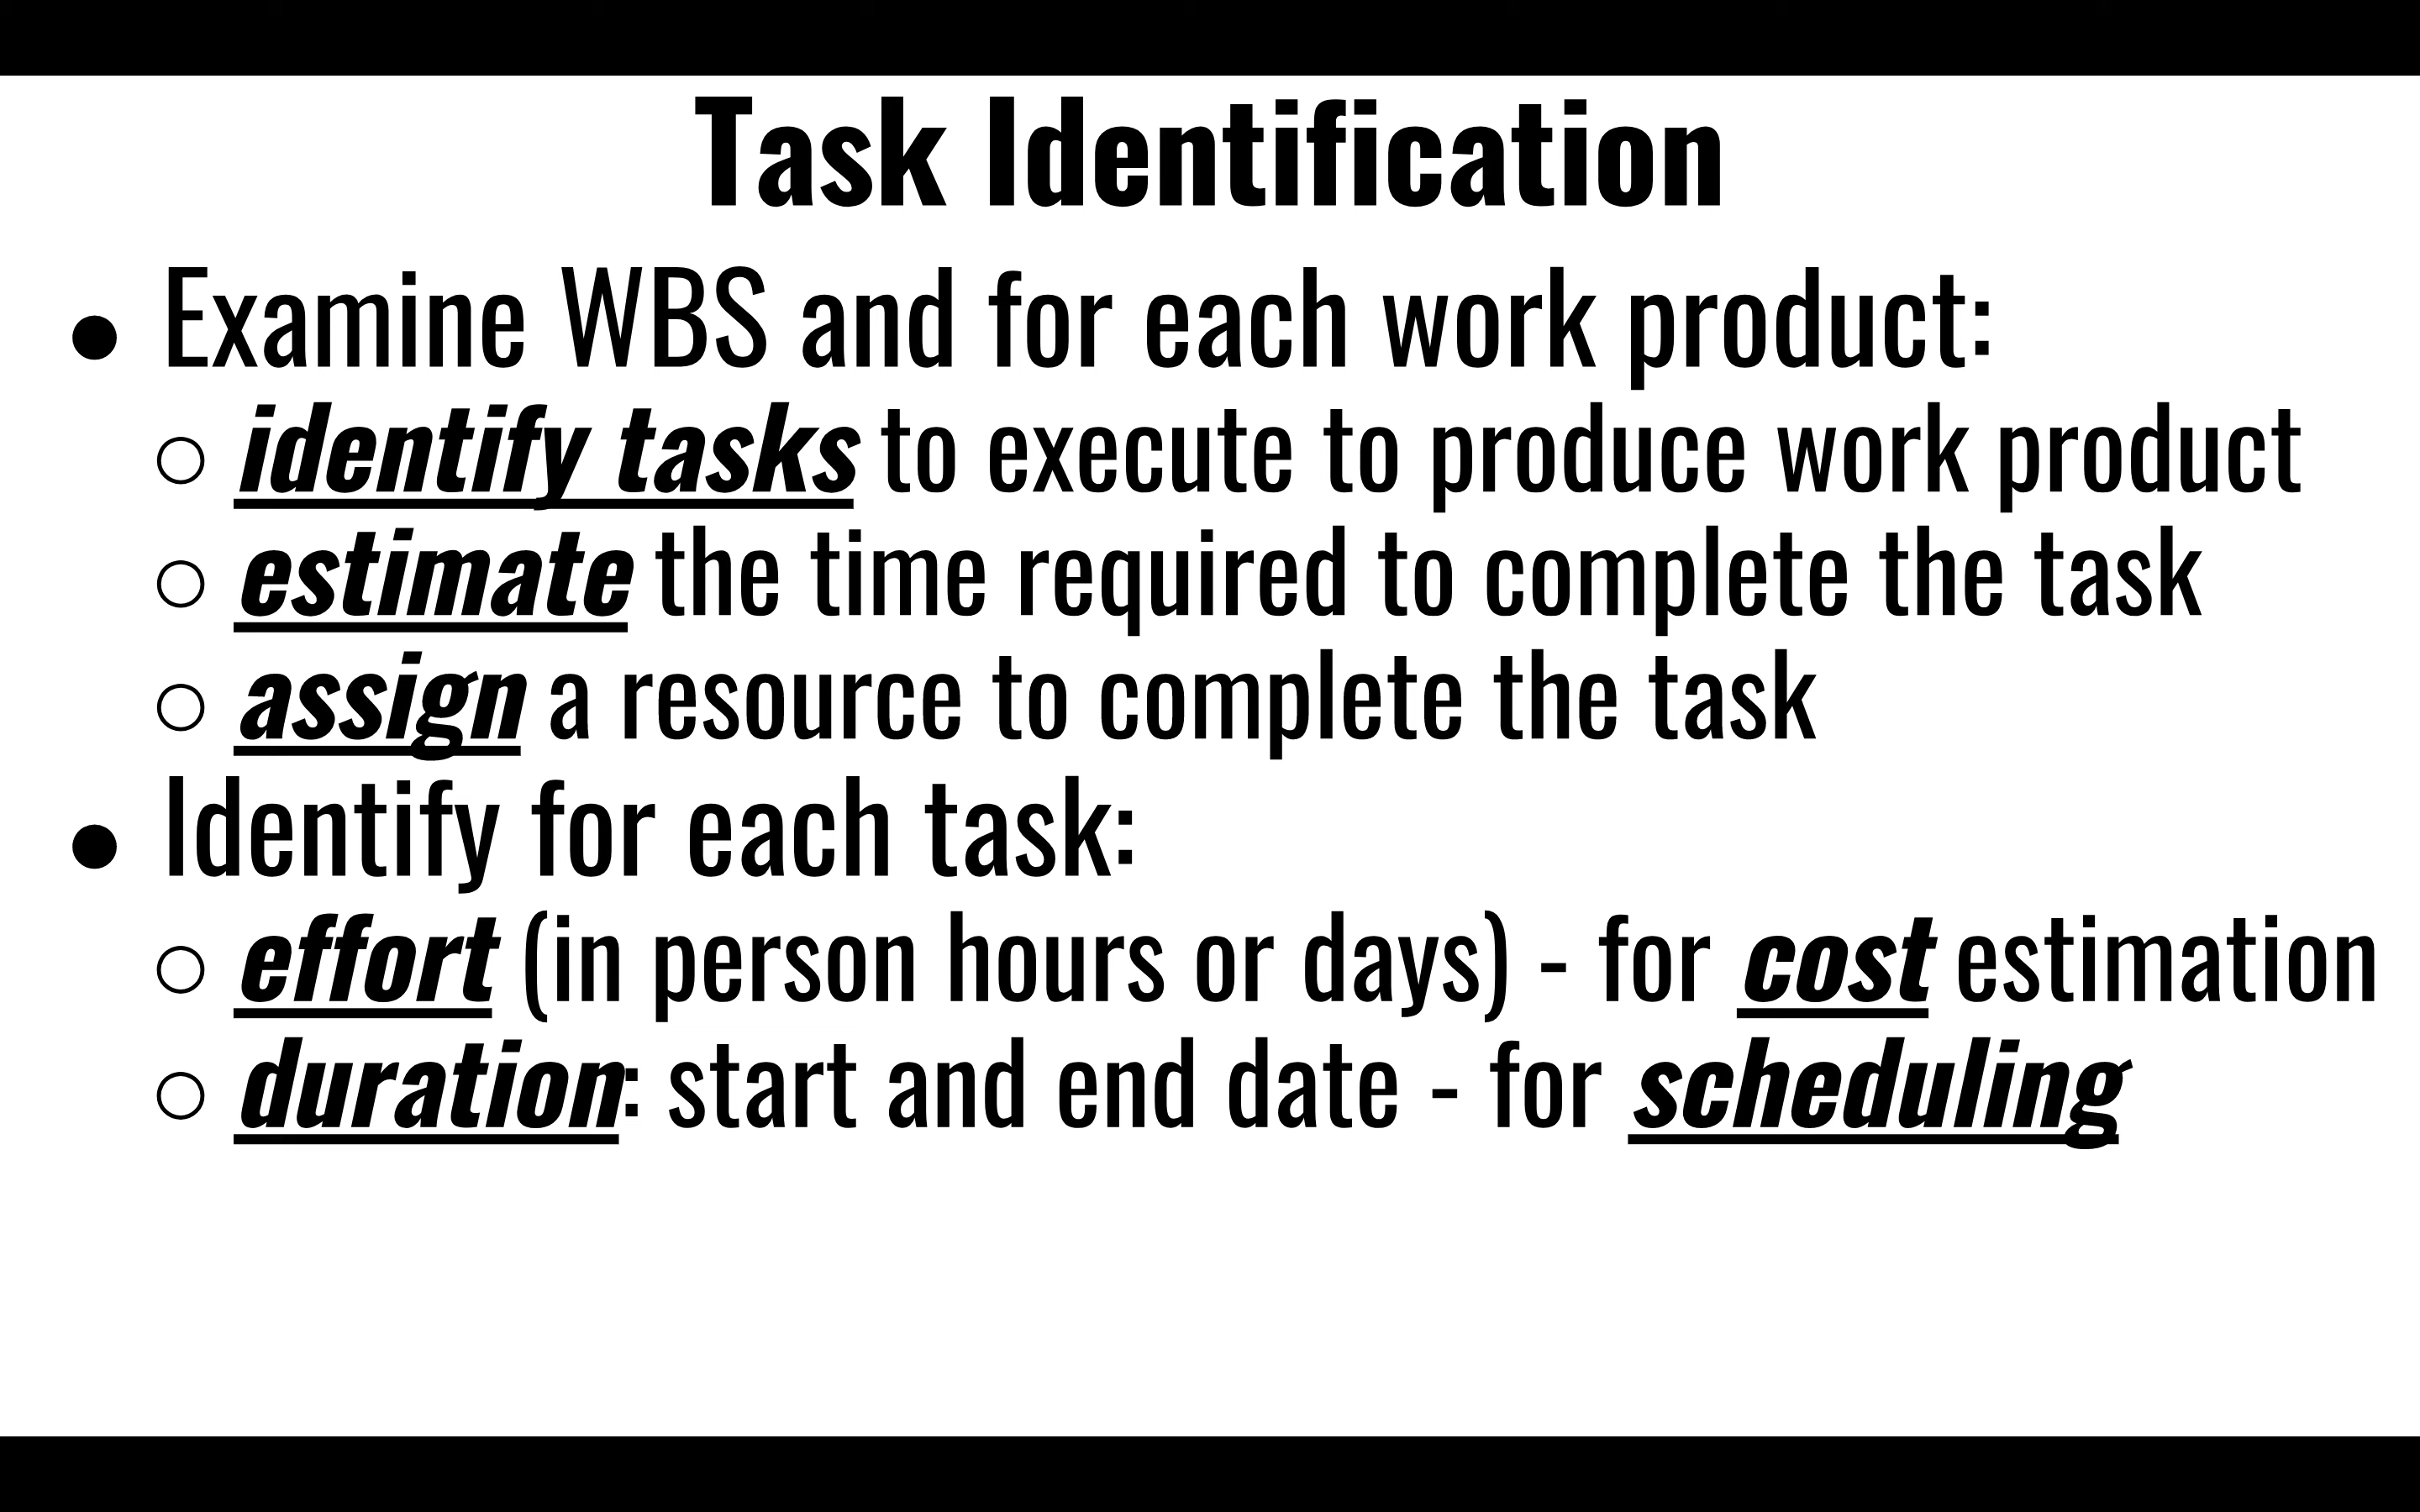 Task Identification
● Examine WBS and for each work product:
○ identify tasks to execute to produce work product
○ estimate the time required to complete the task
○ assign a resource to complete the task
● Identify for each task:
○ effort (in person hours or days) - for cost estimation
○ duration: start and end date - for scheduling